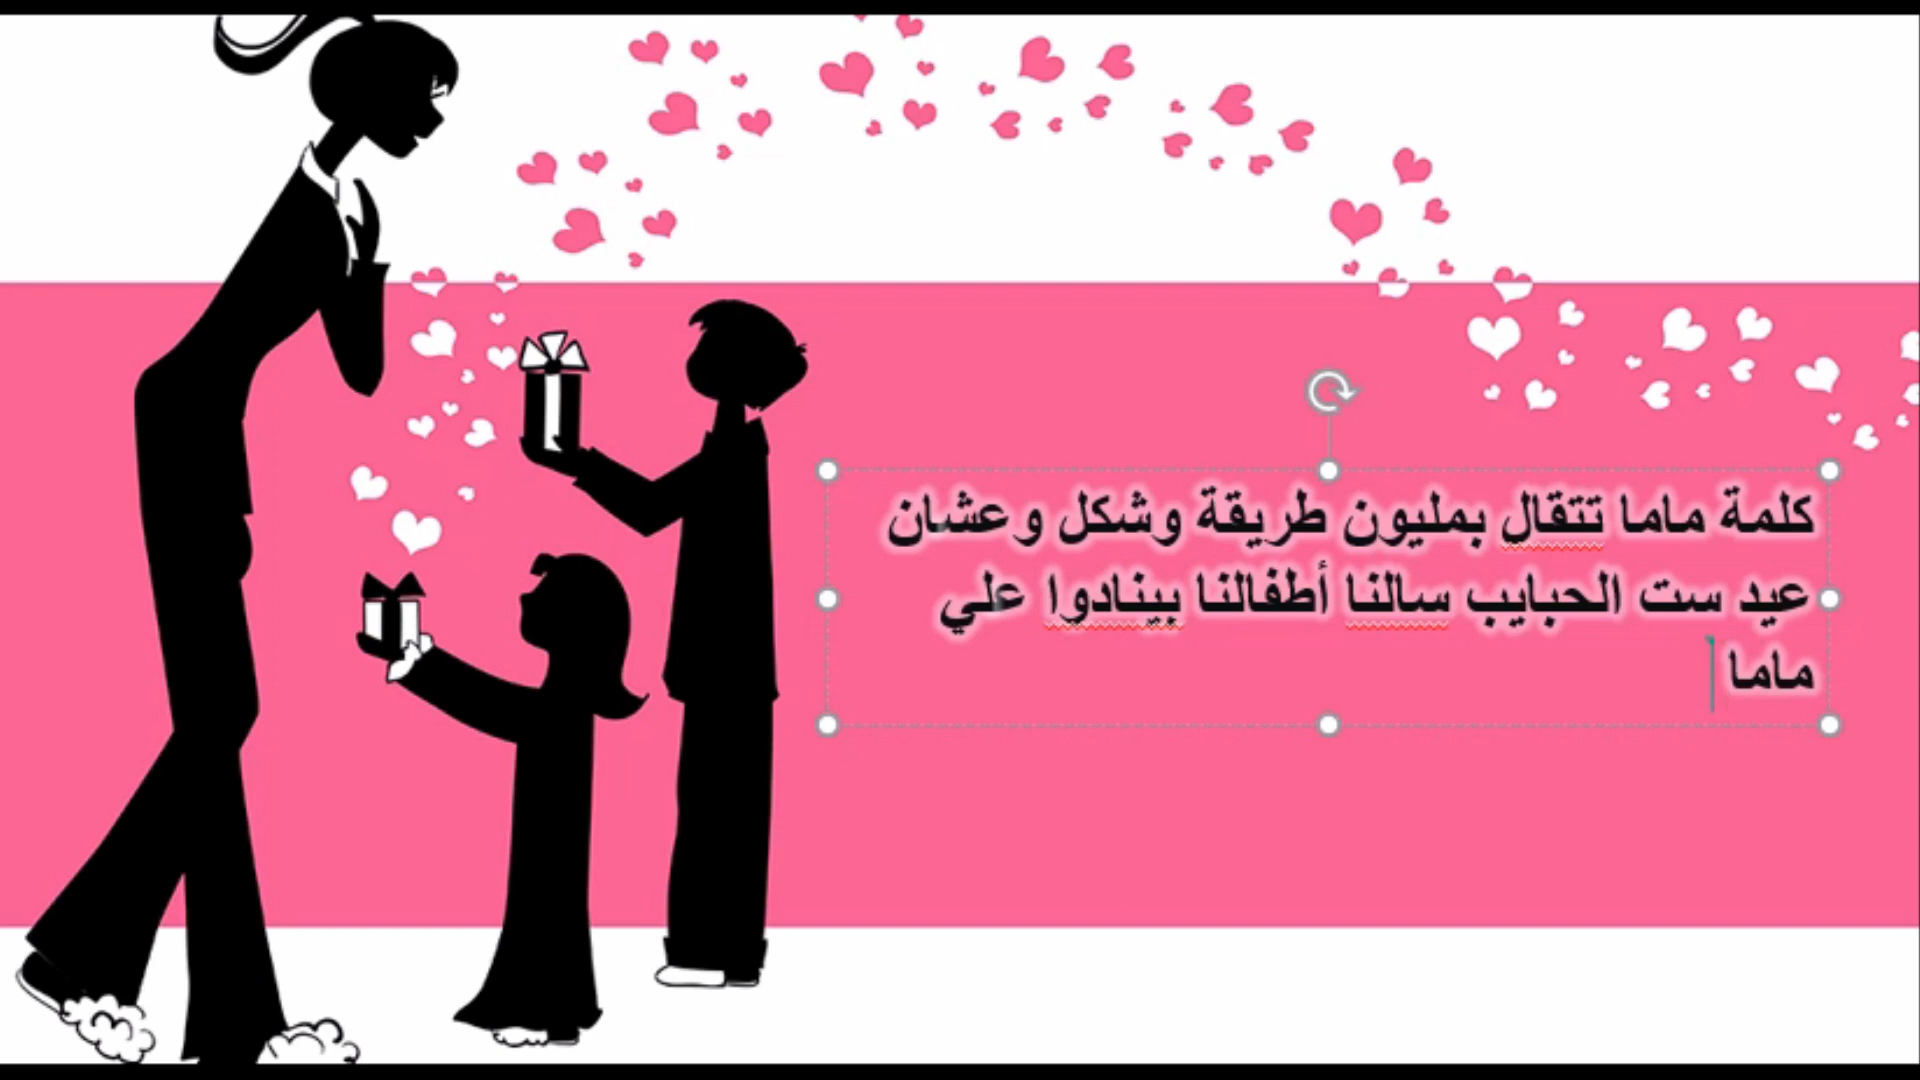 كلمة ماما تتقال بمليون طريقة وشكل وعشان
عيد ست الحبايب سالنا أطفالنا بينادوا علي
ماما